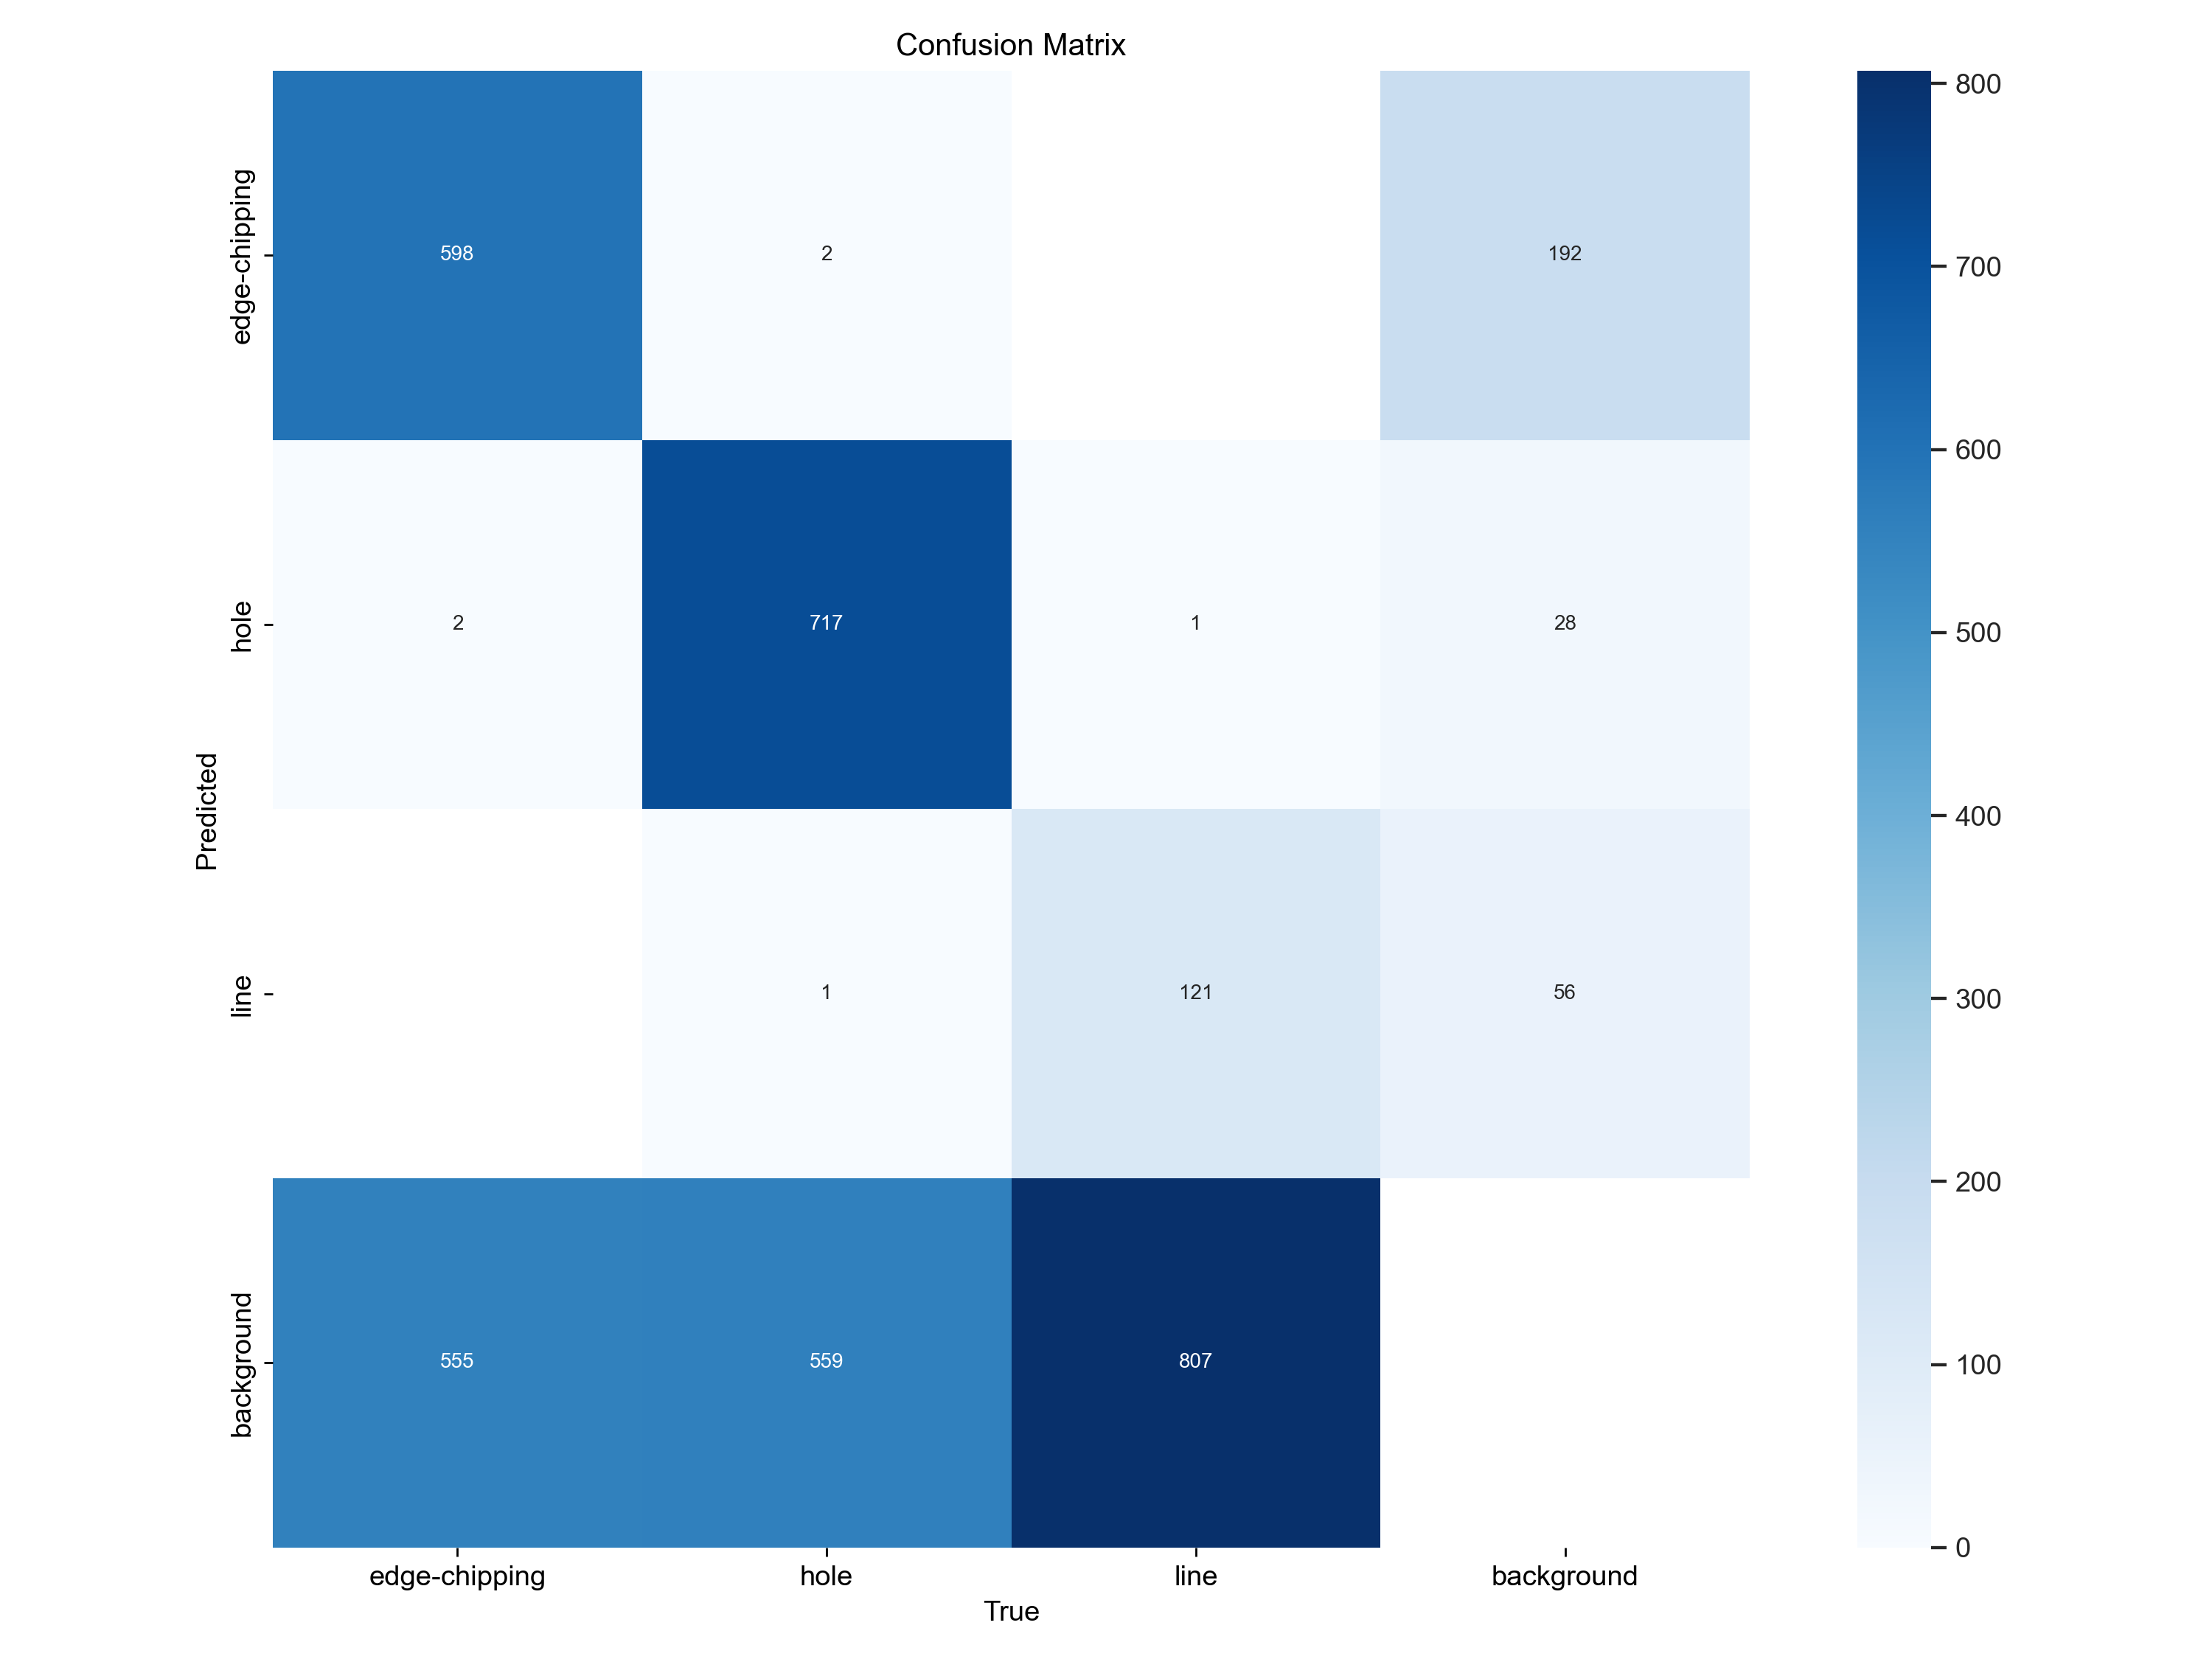 Confusion Matrix
edge-chipping
598
2
192
hole
2
717
1
28
line
1
121
56
background
555
559
807
Predicted
edge-chipping
hole
line
background
True
800
700
600
500
400
300
200
100
0